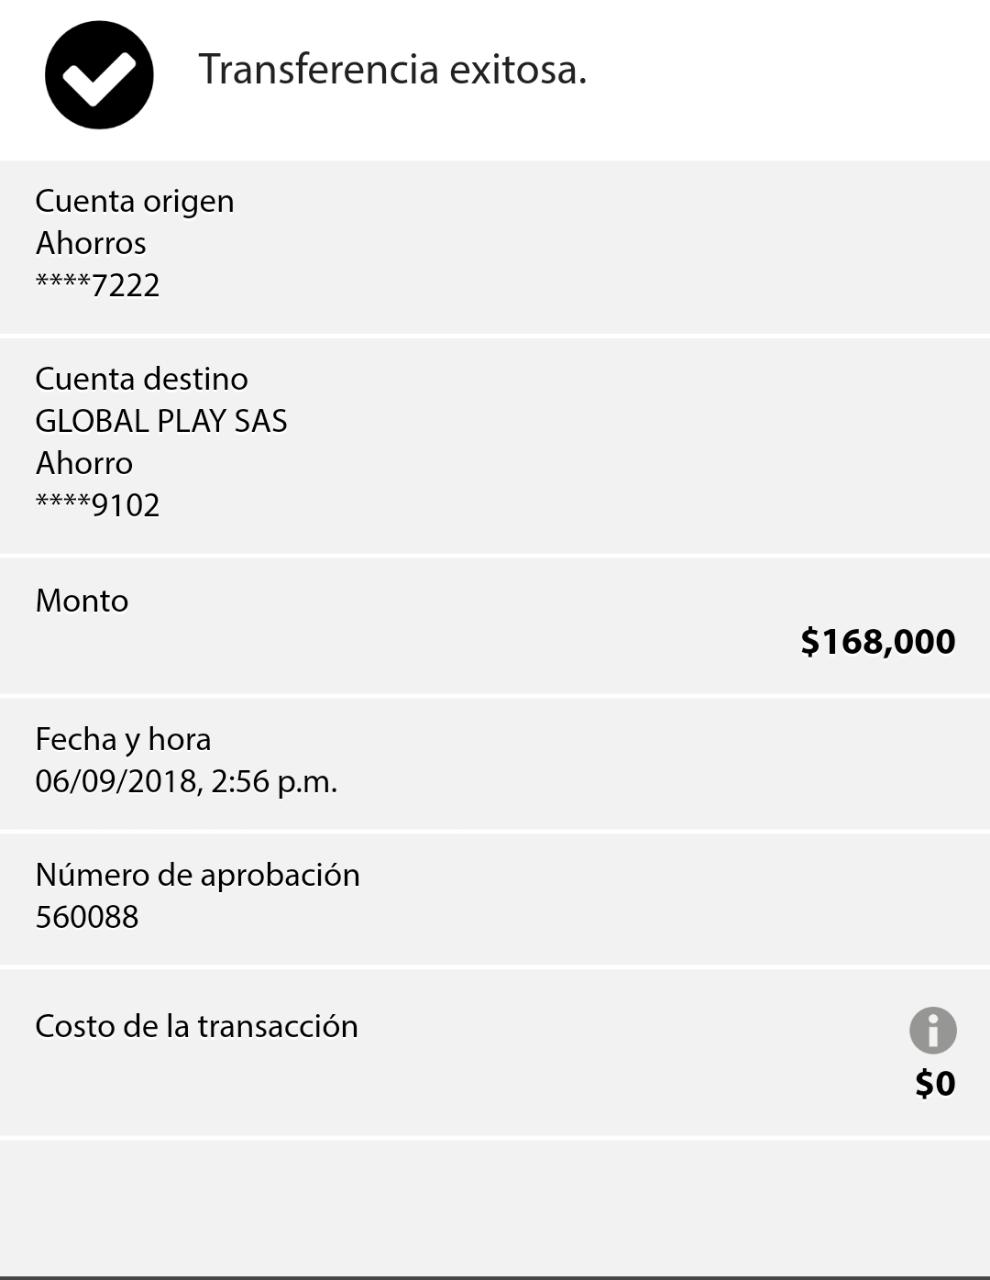 Transferencia exitosa.
Cuenta origen
Ahorros
****7222
Cuenta destino
GLOBAL PLAY SAS
Ahorro
****9102
Monto
$168,000
Fecha y hora
06/09/2018, 2:56 p.m.
Número de aprobación
560088
Costo de la transacción
$0